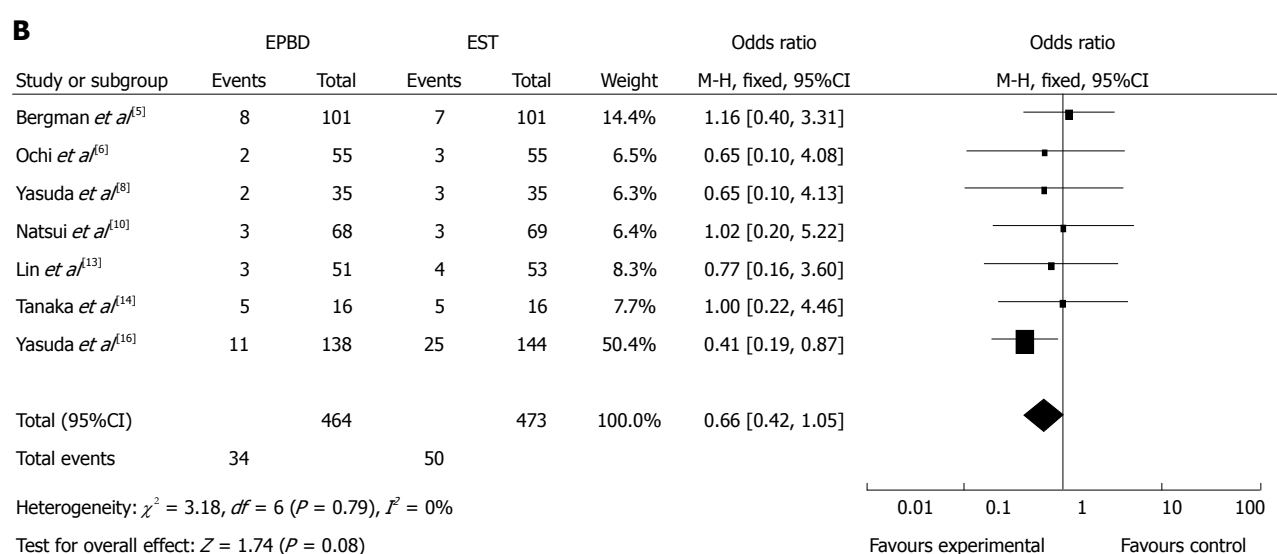 B
EPBD EST Odds ratio Odds ratio
Study or subgroup Events Total Events Total Weight M-H, fixed, 95%CI M-H, fixed, 95%CI
Bergman et al[5] 8 101 7 101 14.4% 1.16 [0.40, 3.31]
Ochi et al[6] 2 55 3 55 6.5% 0.65 [0.10, 4.08]
Yasuda et al[8] 2 35 3 35 6.3% 0.65 [0.10, 4.13]
Natsui et al[10] 3 68 3 69 6.4% 1.02 [0.20, 5.22]
Lin et al[13] 3 51 4 53 8.3% 0.77 [0.16, 3.60]
Tanaka et al[14] 5 16 5 16 7.7% 1.00 [0.22, 4.46]
Yasuda et al[16] 11 138 25 144 50.4% 0.41 [0.19, 0.87]
Total (95%CI) 464 473 100.0% 0.66 [0.42, 1.05]
Total events 34 50
Heterogeneity: χ² = 3.18, df = 6 (P = 0.79), I² = 0%
0.01 0.1 1 10 100
Test for overall effect: Z = 1.74 (P = 0.08)
Favours experimental Favours control